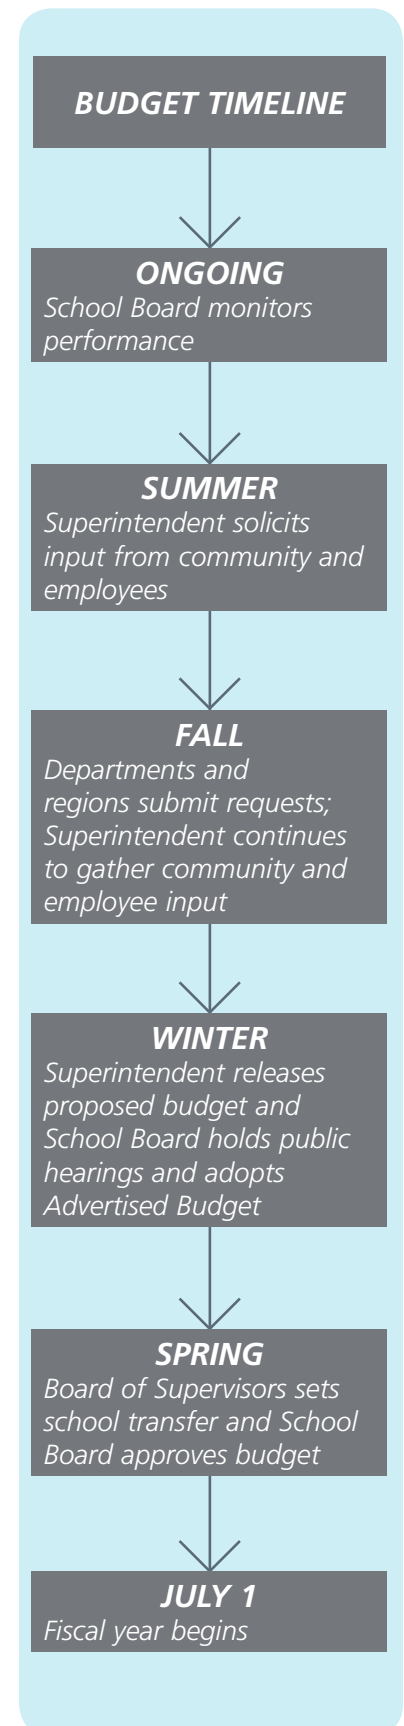 BUDGET TIMELINE
ONGOING
School Board monitors
performance
SUMMER
Superintendent solicits
input from community and
employees
FALL
Departments and
regions submit requests;
Superintendent continues
to gather community and
employee input
WINTER
Superintendent releases
proposed budget and
School Board holds public
hearings and adopts
Advertised Budget
SPRING
Board of Supervisors sets
school transfer and School
Board approves budget
JULY 1
Fiscal year begins